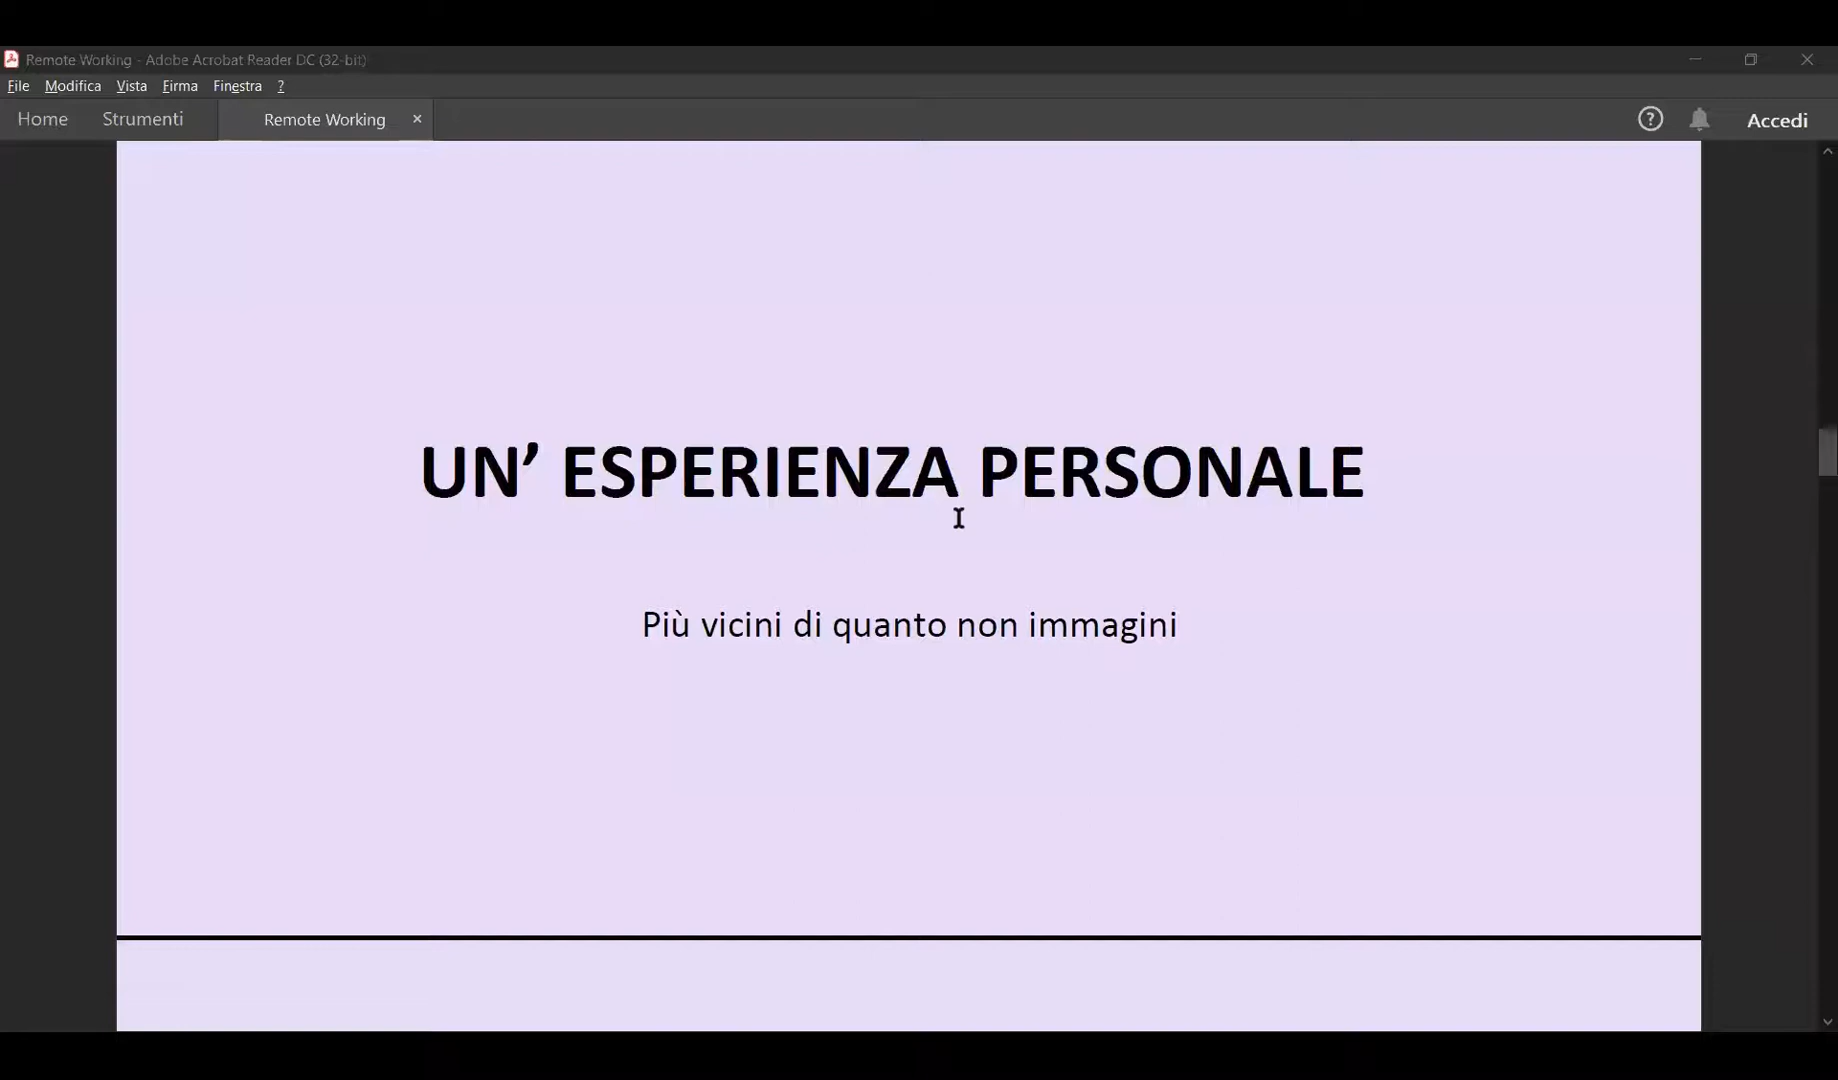 Remote Working - Adobe Acrobat Reader DC (32-bit)
File Modifica Vista Firma Finestra ?
Home Strumenti Remote Working × ? Accedi
UN’ ESPERIENZA PERSONALE
Più vicini di quanto non immagini